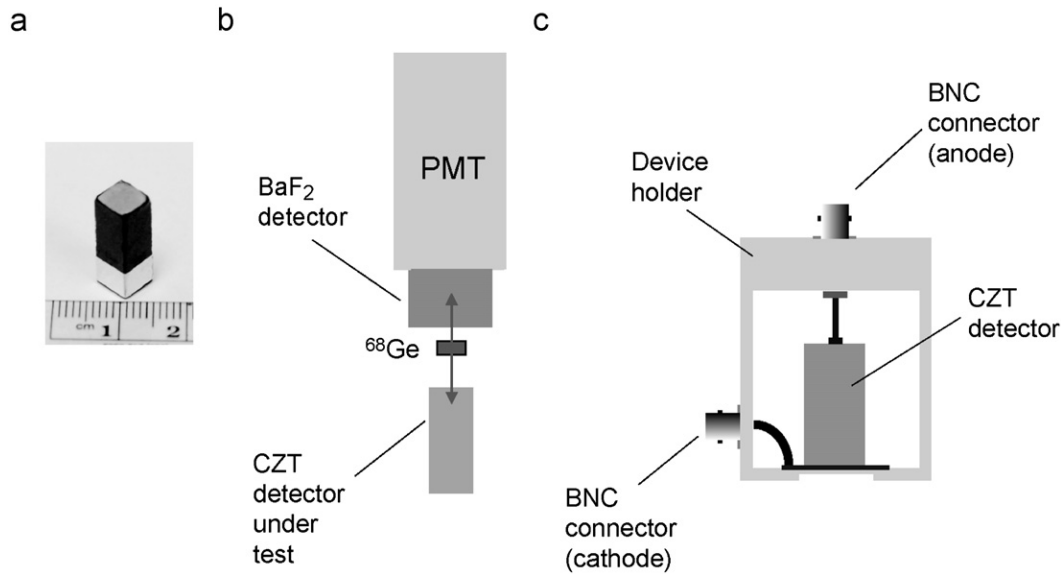 a
b
c
cm 1 2
PMT
BaF₂
detector
⁶⁸Ge
CZT
detector
under
test
BNC
connector
(anode)
Device
holder
CZT
detector
BNC
connector
(cathode)